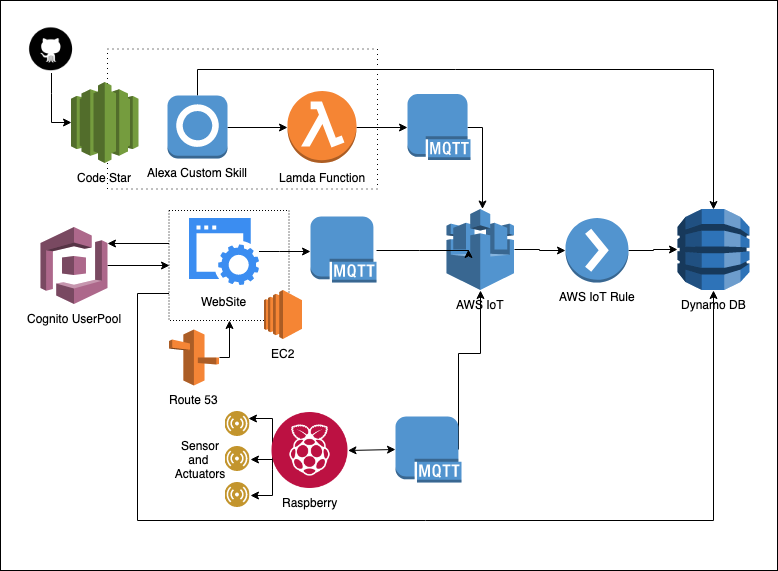 MQTT
Code Star
Alexa Custom Skill
Lamda Function
MQTT
WebSite
AWS IoT
AWS IoT Rule
Dynamo DB
Cognito UserPool
EC2
Route 53
Sensor
and
Actuators
MQTT
Raspberry